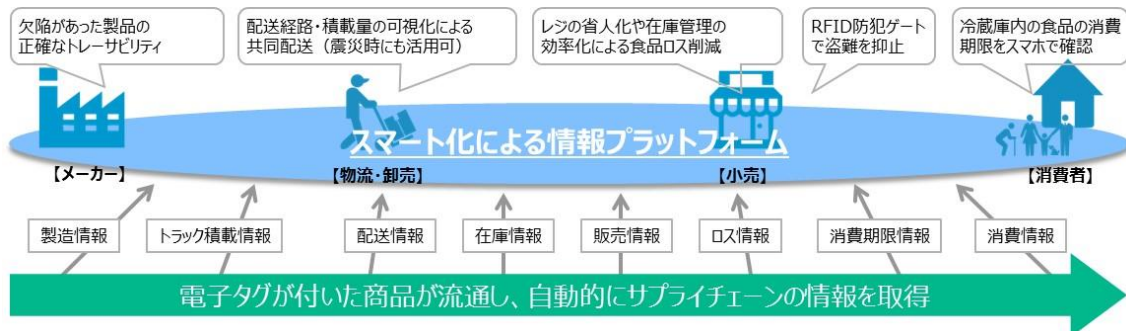 欠陥があった製品の
正確なトレーサビリティ
配送経路・積載量の可視化による
共同配送（震災時にも活用可）
レジの省人化や在庫管理の
効率化による食品ロス削減
RFID防犯ゲート
で盗難を抑止
冷蔵庫内の食品の消費
期限をスマホで確認
スマート化による情報プラットフォーム
【メーカー】
【物流・卸売】
【小売】
【消費者】
製造情報
トラック積載情報
配送情報
在庫情報
販売情報
ロス情報
消費期限情報
消費情報
電子タグが付いた商品が流通し、自動的にサプライチェーンの情報を取得